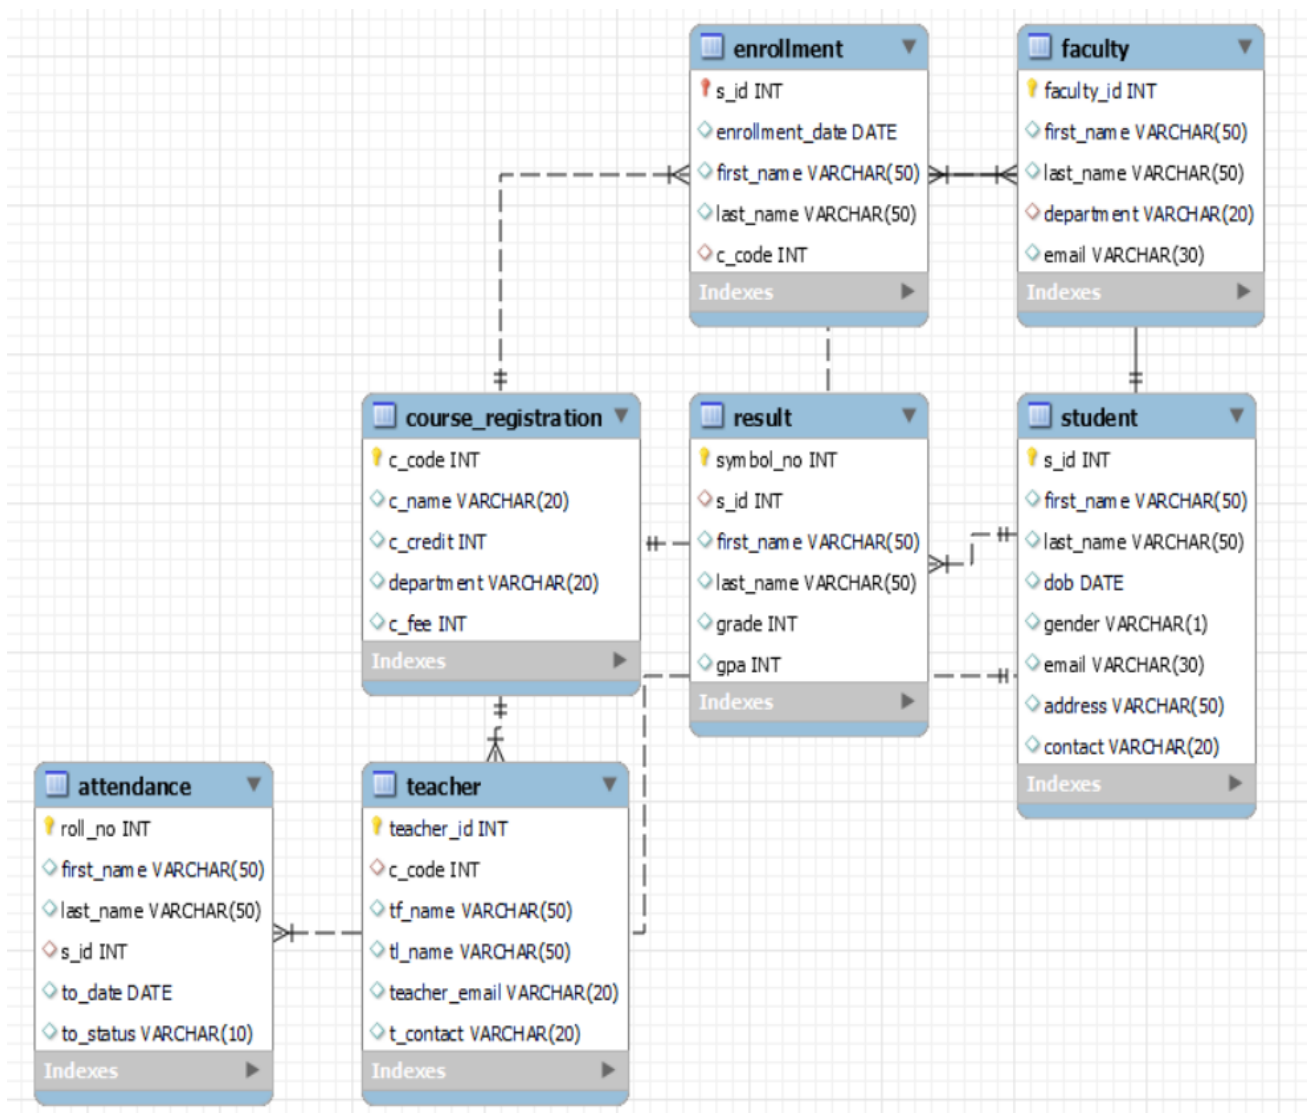 enrollment
s_id INT
enrollment_date DATE
first_name VARCHAR(50)
last_name VARCHAR(50)
c_code INT
Indexes
faculty
faculty_id INT
first_name VARCHAR(50)
last_name VARCHAR(50)
department VARCHAR(20)
email VARCHAR(30)
Indexes
course_registration
c_code INT
c_name VARCHAR(20)
c_credit INT
department VARCHAR(20)
c_fee INT
Indexes
result
symbol_no INT
s_id INT
first_name VARCHAR(50)
last_name VARCHAR(50)
grade INT
gpa INT
Indexes
student
s_id INT
first_name VARCHAR(50)
last_name VARCHAR(50)
dob DATE
gender VARCHAR(1)
email VARCHAR(30)
address VARCHAR(50)
contact VARCHAR(20)
Indexes
attendance
roll_no INT
first_name VARCHAR(50)
last_name VARCHAR(50)
s_id INT
to_date DATE
to_status VARCHAR(10)
Indexes
teacher
teacher_id INT
c_code INT
tf_name VARCHAR(50)
tl_name VARCHAR(50)
teacher_email VARCHAR(20)
t_contact VARCHAR(20)
Indexes